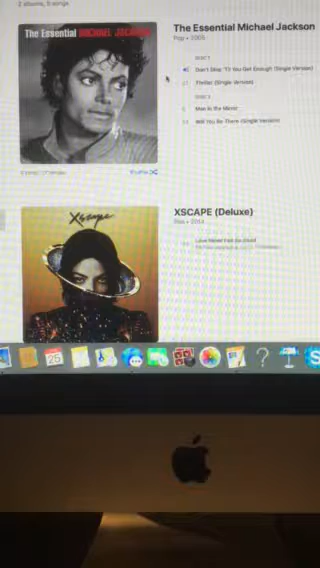 2 albums, 5 songs
The Essential MICHAEL JACKSON
The Essential Michael Jackson
Pop • 2005
DISC 1
Don't Stop 'Til You Get Enough (Single Version)
Thriller (Single Version)
DISC 2
Man In the Mirror
Will You Be There (Single Version)
Shuffle
Xscape
XSCAPE (Deluxe)
2014
Love Never Felt So Good
25